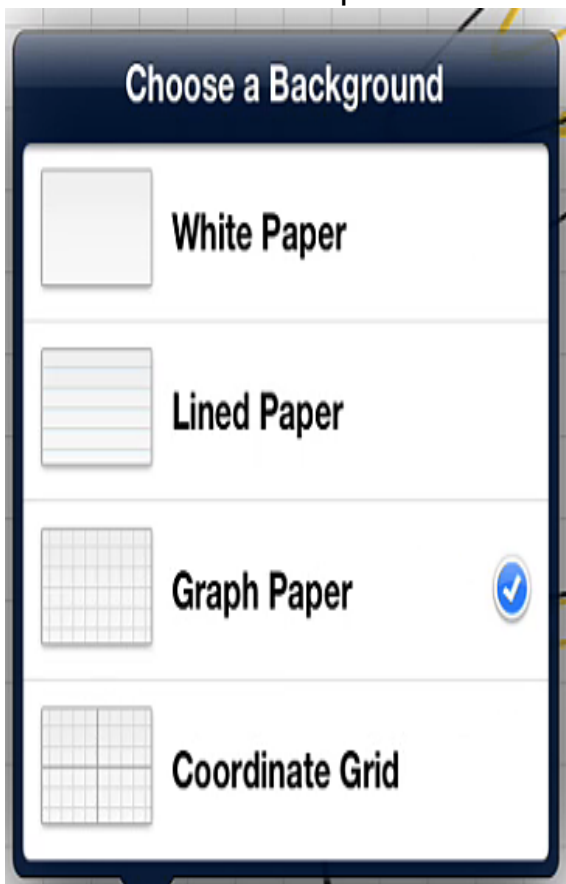 Choose a Background
White Paper
Lined Paper
Graph Paper
Coordinate Grid